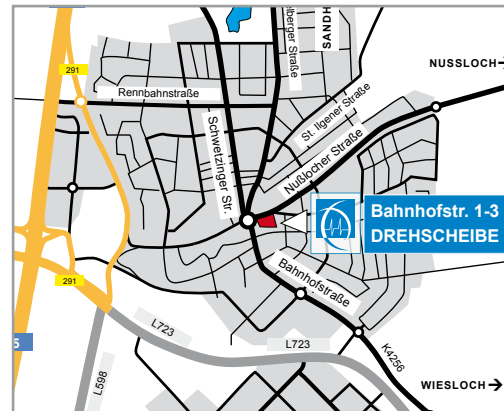 SANDH
NUSSLOCH
291
Rennbahnstraße
St. Ilgener Straße
Schwetzinger Str.
Nußlocher Straße
Bahnhofstr. 1-3
DREHSCHEIBE
Bahnhofstraße
291
L723
5
L723
K4256
L598
WIESLOCH